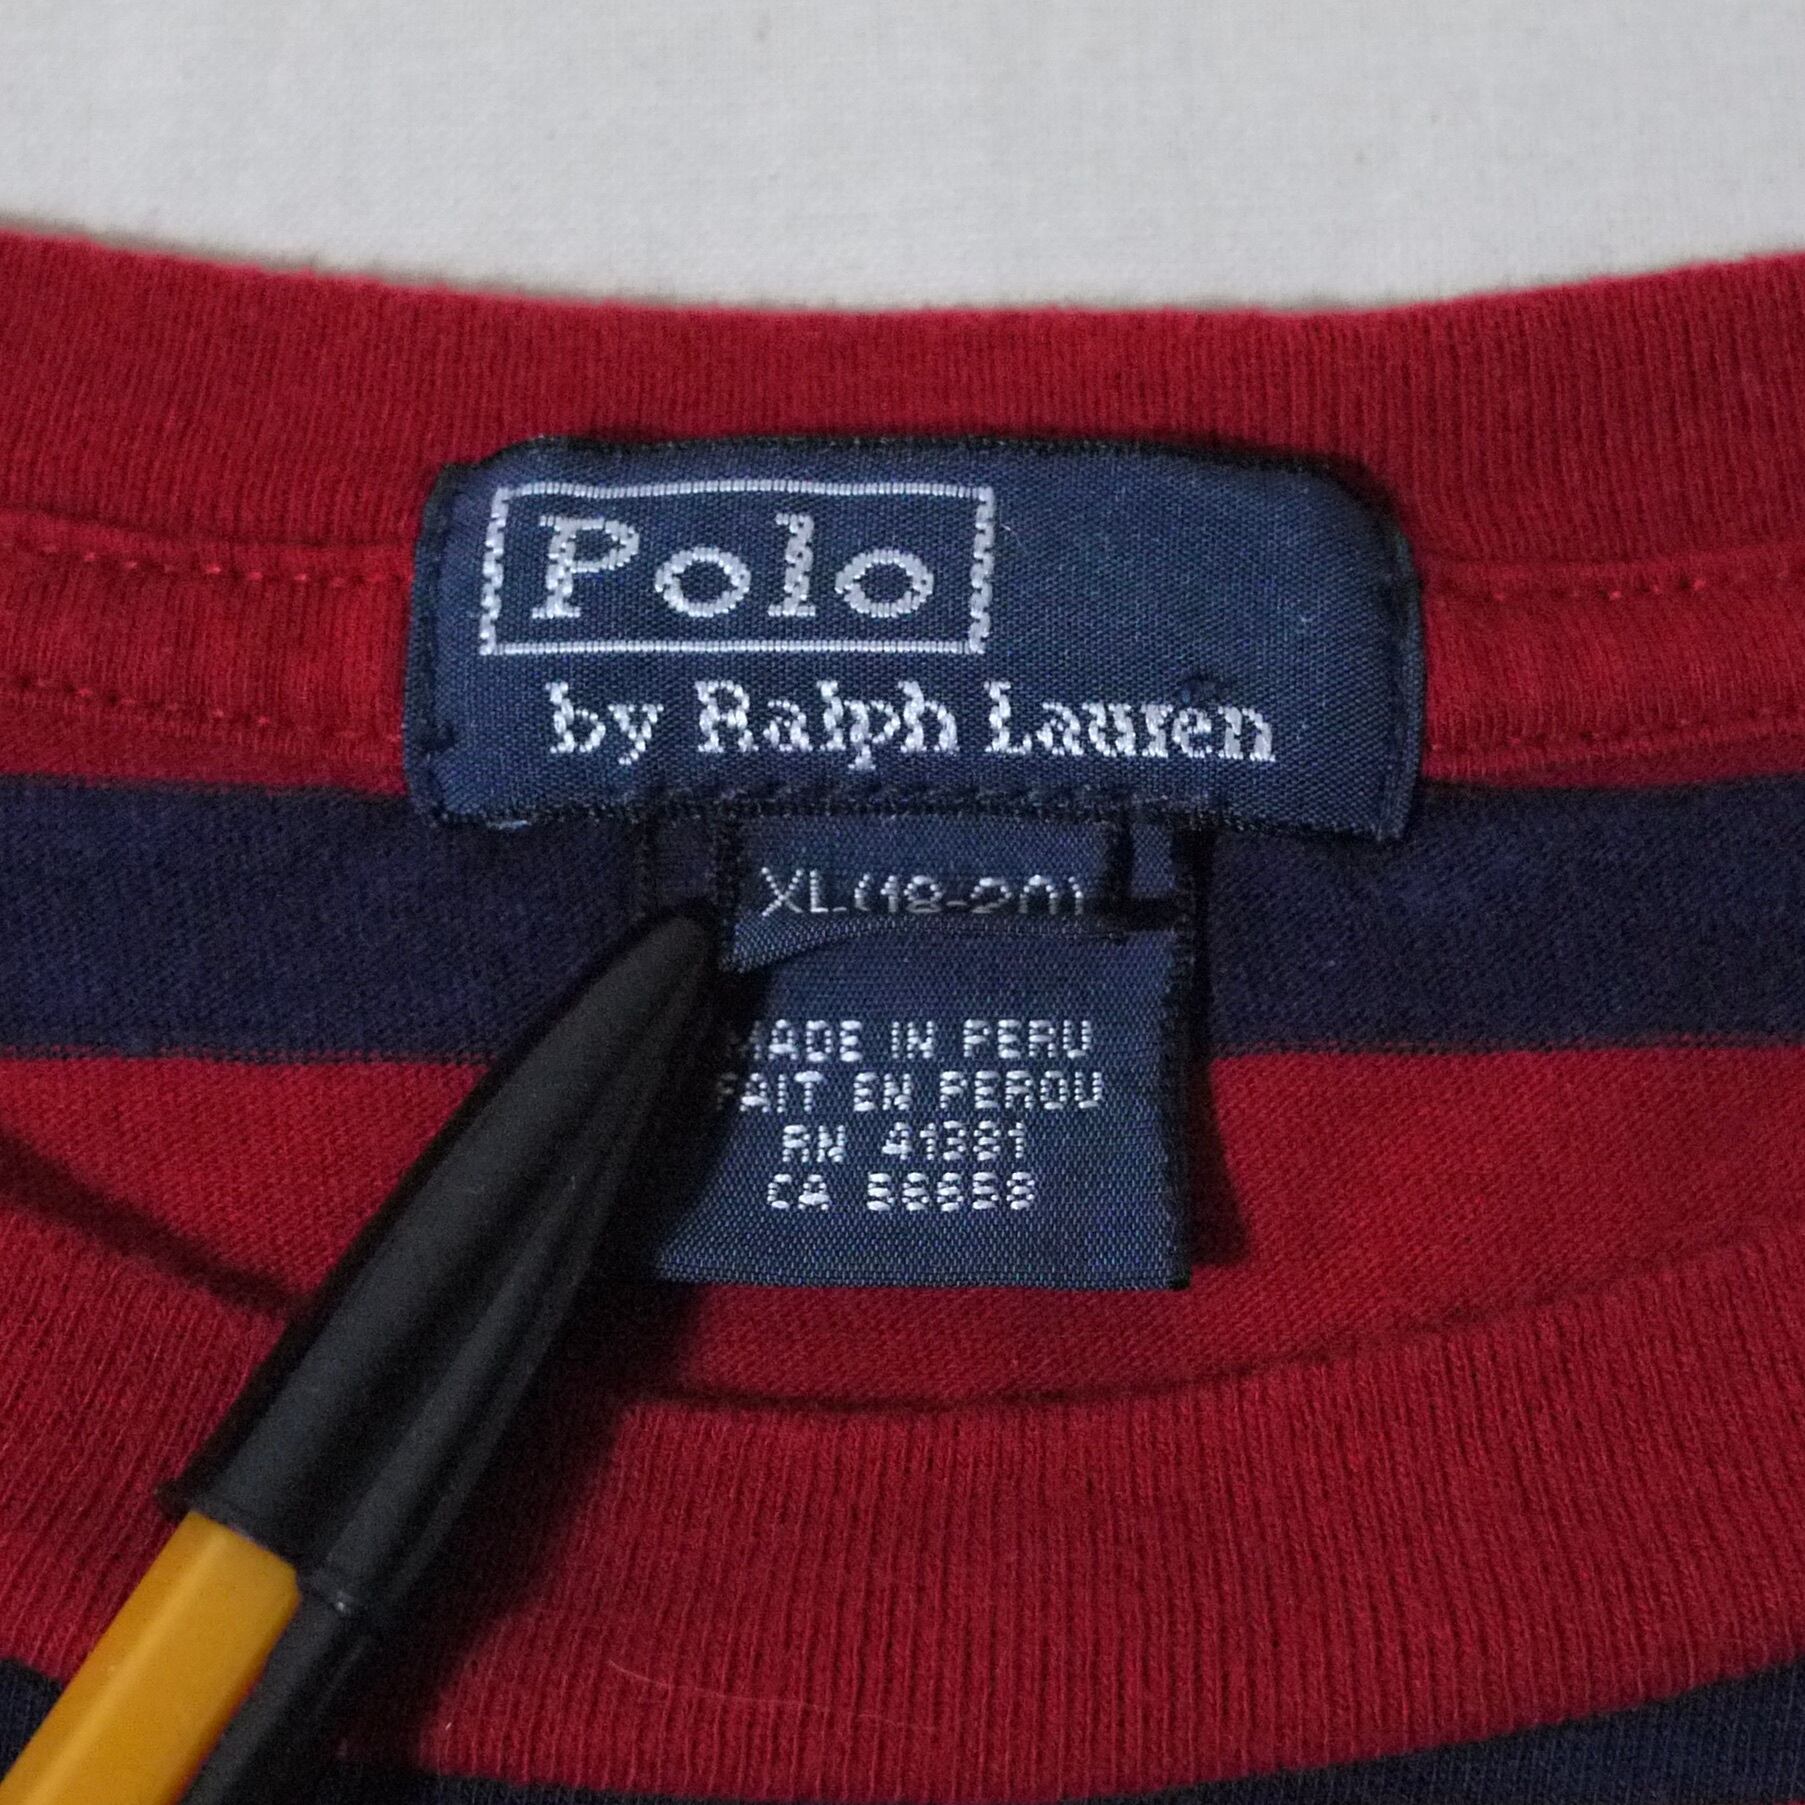 Polo
by Ralph Lauren
XL (18-20)
MADE IN PERU
FAIT EN PEROU
RN 41381
CA 56658